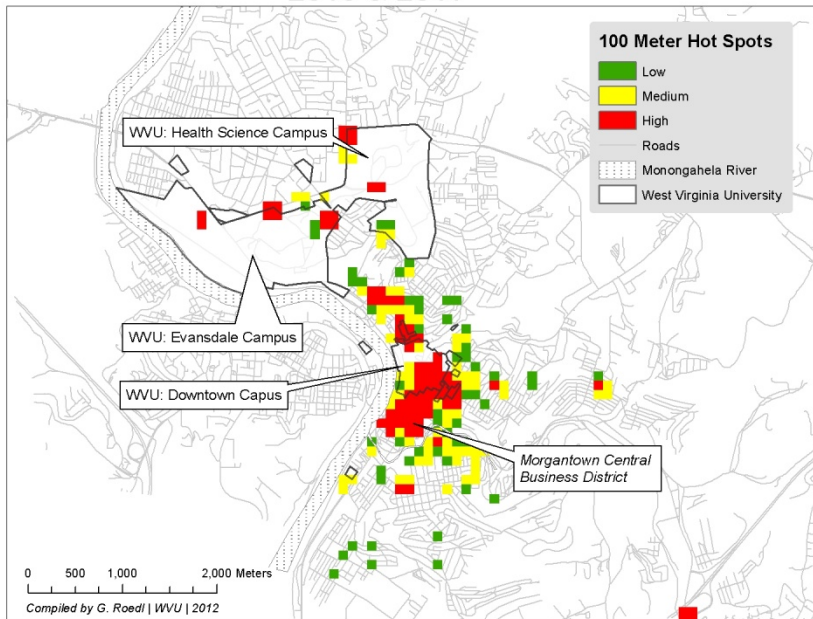 100 Meter Hot Spots
Low
Medium
High
Roads
Monongahela River
West Virginia University
WVU: Health Science Campus
WVU: Evansdale Campus
WVU: Downtown Capus
Morgantown Central
Business District
0 500 1,000 2,000 Meters
Compiled by G. Roedl | WVU | 2012